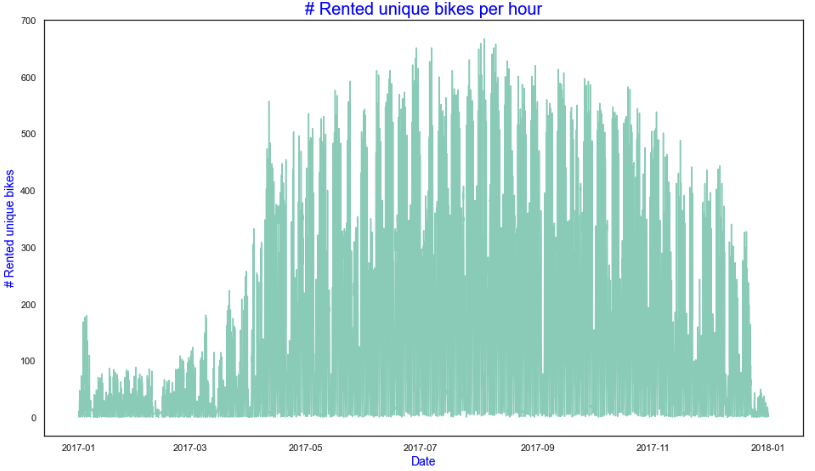 # Rented unique bikes per hour
# Rented unique bikes
700
600
500
400
300
200
100
0
2017-01 2017-03 2017-05 2017-07 2017-09 2017-11 2018-01
Date